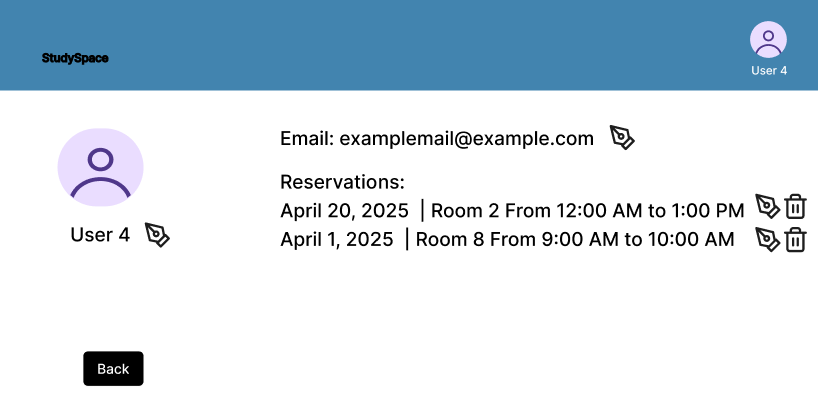 StudySpace
User 4
Email: examplemail@example.com
Reservations:
April 20, 2025 | Room 2 From 12:00 AM to 1:00 PM
April 1, 2025 | Room 8 From 9:00 AM to 10:00 AM
User 4
Back